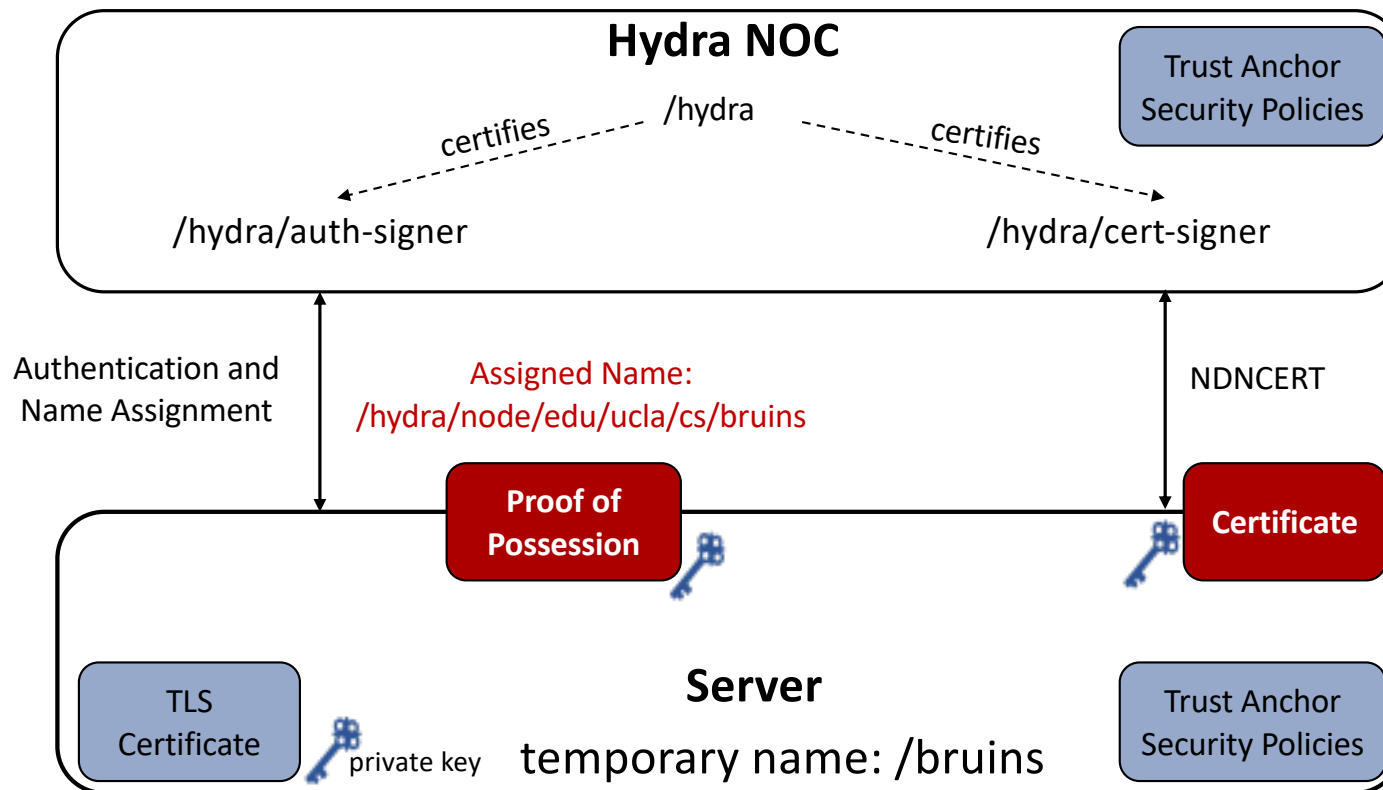 Hydra NOC
Trust Anchor
Security Policies
/hydra
certifies
certifies
/hydra/auth-signer
/hydra/cert-signer
Authentication and
Name Assignment
Assigned Name:
/hydra/node/edu/ucla/cs/bruins
NDNCERT
Proof of
Possession
Certificate
TLS
Certificate
private key
Server
temporary name: /bruins
Trust Anchor
Security Policies